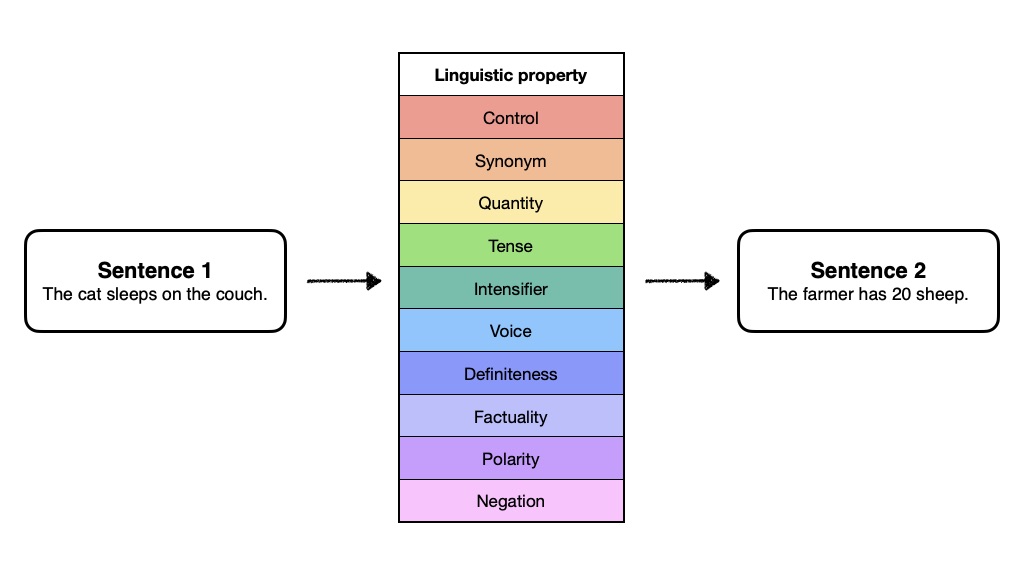 Sentence 1
The cat sleeps on the couch.
Linguistic property
Control
Synonym
Quantity
Tense
Intensifier
Voice
Definiteness
Factuality
Polarity
Negation
Sentence 2
The farmer has 20 sheep.